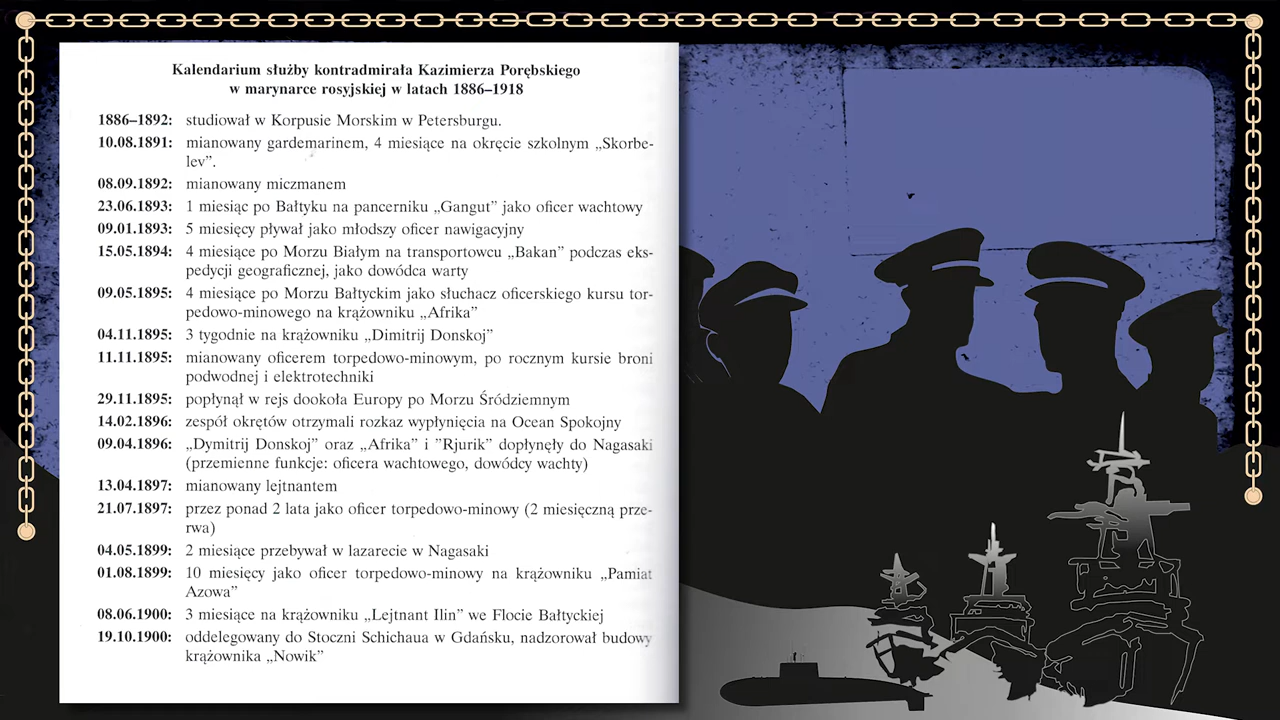 Kalendarium służby kontradmirała Kazimierza Porębskiego
w marynarce rosyjskiej w latach 1886–1918
1886–1892: studiował w Korpusie Morskim w Petersburgu.
10.08.1891: mianowany gardemarinem, 4 miesiące na okręcie szkolnym „Skorbe-
lev”.
08.09.1892: mianowany miczmanem
23.06.1893: 1 miesiąc po Bałtyku na pancerniku „Gangut” jako oficer wachtowy
09.01.1893: 5 miesięcy pływał jako młodszy oficer nawigacyjny
15.05.1894: 4 miesiące po Morzu Białym na transportowcu „Bakan” podczas eks-
pedycji geograficznej, jako dowódca warty
09.05.1895: 4 miesiące po Morzu Bałtyckim jako słuchacz oficerskiego kursu tor-
pedowo-minowego na krążowniku „Afrika”
04.11.1895: 3 tygodnie na krążowniku „Dimitrij Donskoj”
11.11.1895: mianowany oficerem torpedowo-minowym, po rocznym kursie broni
podwodnej i elektrotechniki
29.11.1895: popłynął w rejs dookoła Europy po Morzu Śródziemnym
14.02.1896: zespół okrętów otrzymali rozkaz wypłynięcia na Ocean Spokojny
09.04.1896: „Dymitrij Donskoj” oraz „Afrika” i ”Rjurik” dopłynęły do Nagasaki
(przemienne funkcje: oficera wachtowego, dowódcy wachty)
13.04.1897: mianowany lejtnantem
21.07.1897: przez ponad 2 lata jako oficer torpedowo-minowy (2 miesięczną prze-
rwa)
04.05.1899: 2 miesiące przebywał w lazarecie w Nagasaki
01.08.1899: 10 miesięcy jako oficer torpedowo-minowy na krążowniku „Pamiat
Azowa”
08.06.1900: 3 miesiące na krążowniku „Lejtnant Ilin” we Flocie Bałtyckiej
19.10.1900: oddelegowany do Stoczni Schichaua w Gdańsku, nadzorował budowy
krążownika „Nowik”